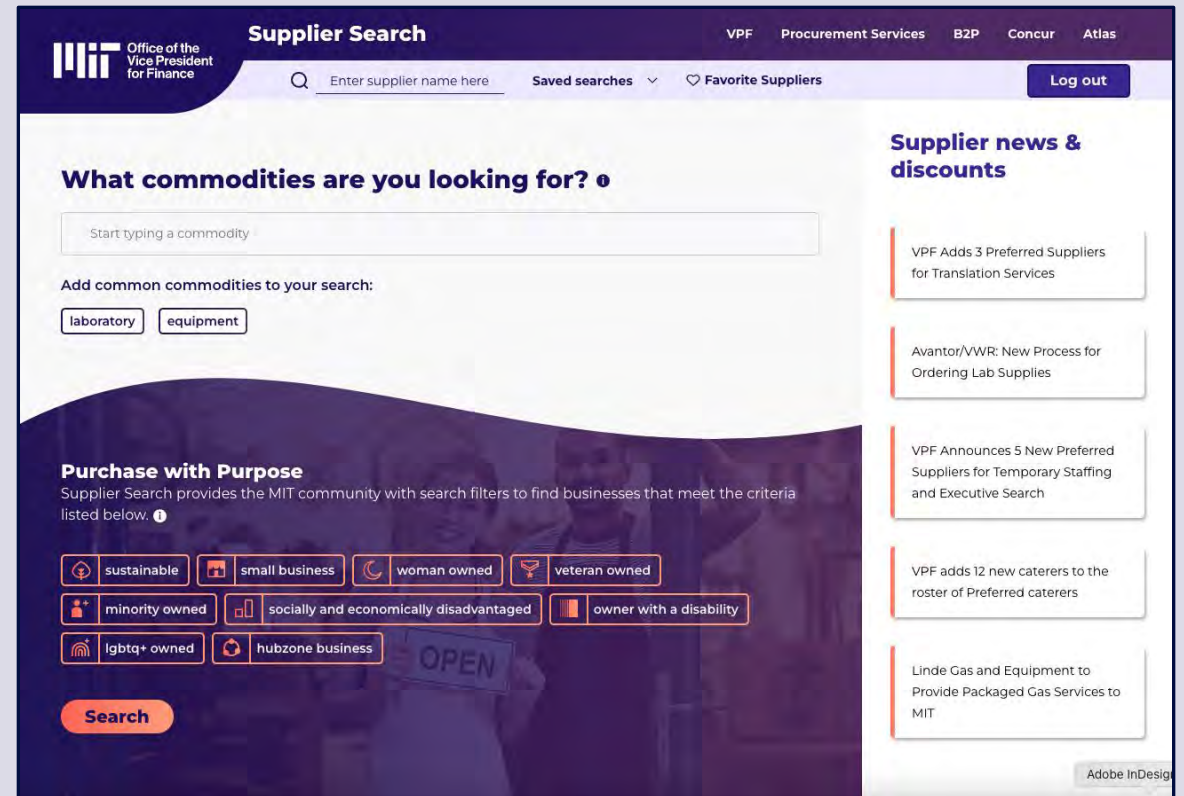 MIT
Office of the
Vice President
for Finance
Supplier Search
VPF Procurement Services B2P Concur Atlas
Enter supplier name here Saved searches Favorite Suppliers Log out
What commodities are you looking for?
Start typing a commodity
Add common commodities to your search:
laboratory equipment
Purchase with Purpose
Supplier Search provides the MIT community with search filters to find businesses that meet the criteria
listed below.
sustainable small business woman owned veteran owned
minority owned socially and economically disadvantaged owner with a disability
lgbtq+ owned hubzone business
OPEN
Search
Supplier news &
discounts
VPF Adds 3 Preferred Suppliers
for Translation Services
Avantor/VWR: New Process for
Ordering Lab Supplies
VPF Announces 5 New Preferred
Suppliers for Temporary Staffing
and Executive Search
VPF adds 12 new caterers to the
roster of Preferred caterers
Linde Gas and Equipment to
Provide Packaged Gas Services to
MIT
Adobe InDesig